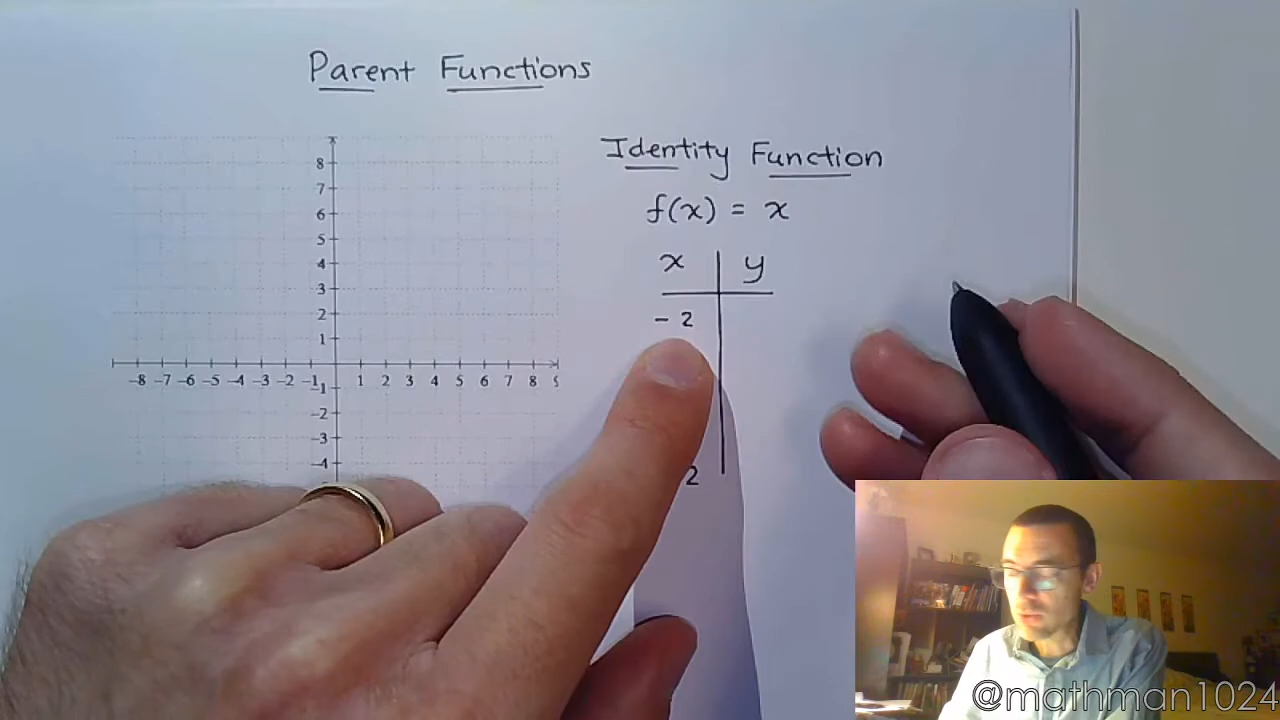 Parent Functions
Identity Function
f(x) = x
x y
- 2
2
8
7
6
5
4
3
2
1
-8 -7 -6 -5 -4 -3 -2 -1 1 2 3 4 5 6 7 8
-1
-2
-3
-4
@mathman1024